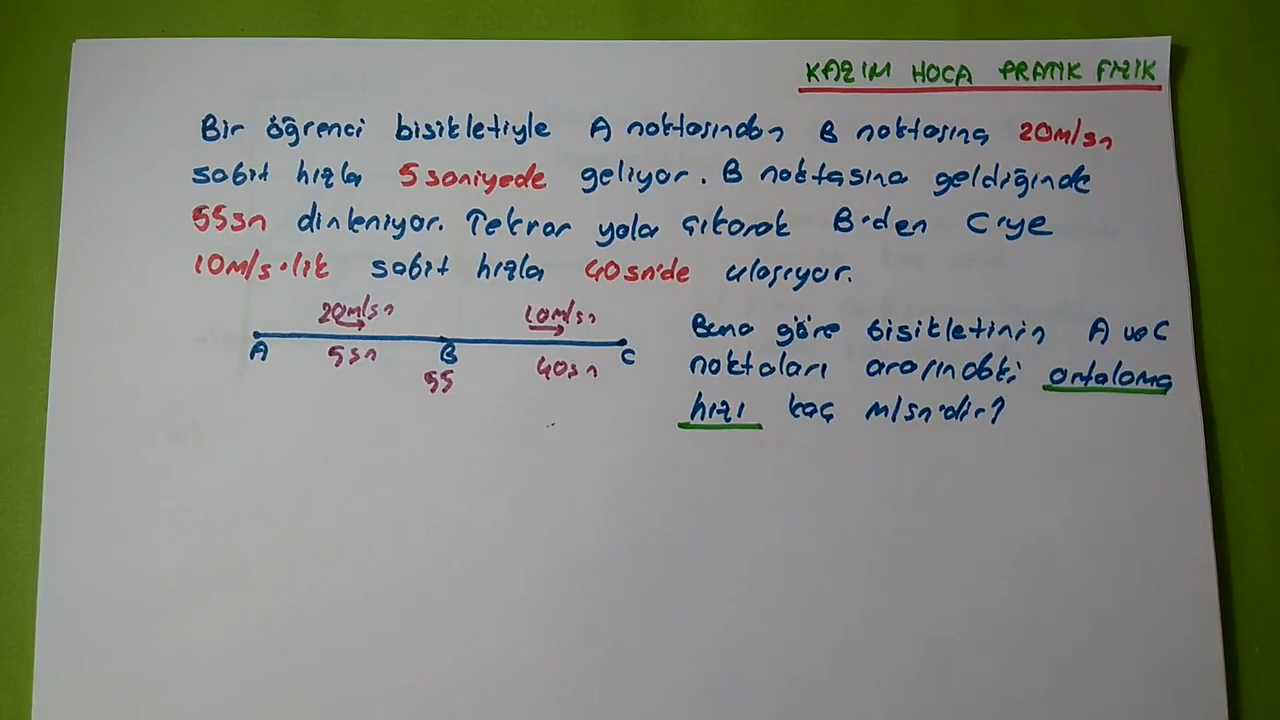 KAZIM HOCA PRATİK FİZİK
Bir öğrenci bisikletiyle A noktasından B noktasına 20m/sn
sabit hızla 5 saniyede geliyor. B noktasına geldiğinde
55sn dinleniyor. Tekrar yola çıkarak B'den C'ye
10m/s'lik sabit hızla 40sn'de ulaşıyor.
20m/sn 10m/sn
A 5sn B 40sn C
55
Buna göre bisikletinin A ve C
noktaları arasındaki ortalama
hızı kaç m/sn'dir?